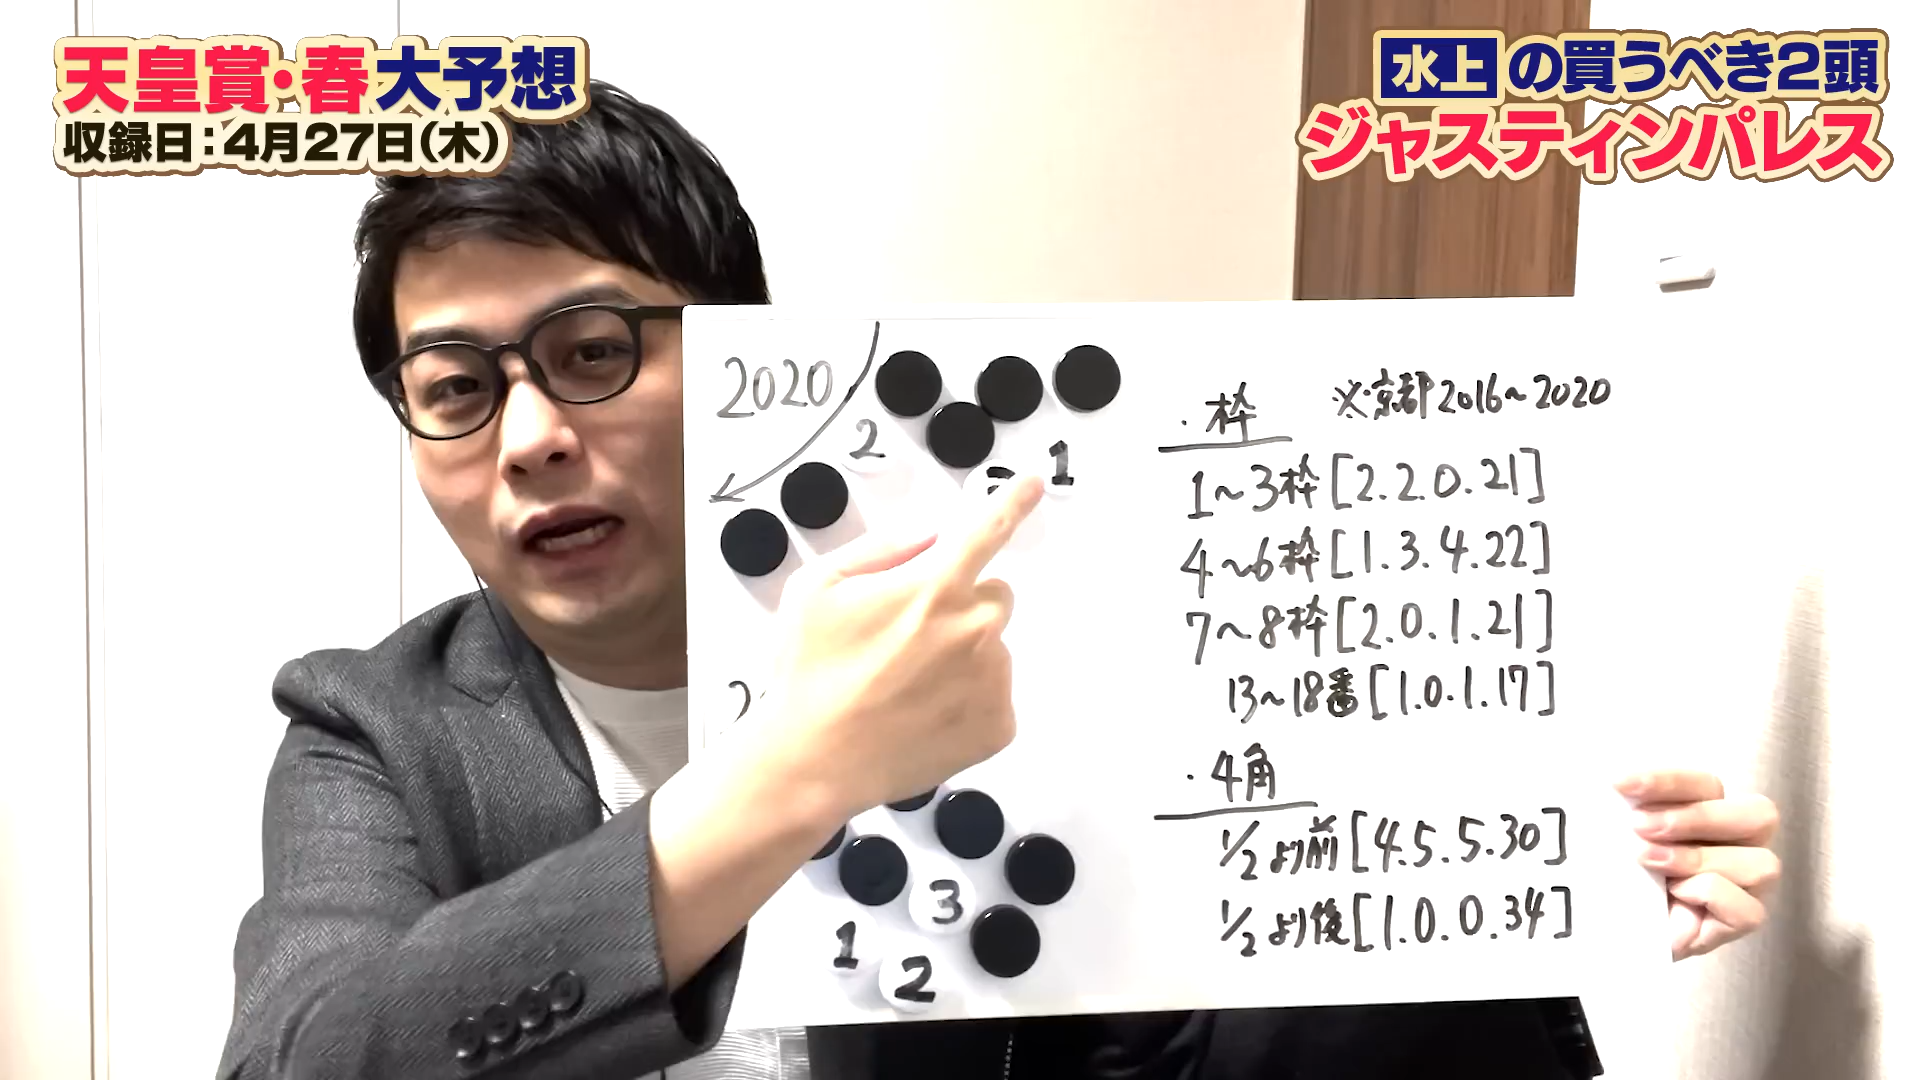 天皇賞・春大予想
収録日：4月27日(木)
水上の買うべき2頭
ジャスティンパレス
2020
2
1
3
1
2
・枠
※京都2016~2020
1~3枠[2.2.0.21]
4~6枠[1.3.4.22]
7~8枠[2.0.1.21]
13~18番[1.0.1.17]
・4角
1/2より前[4.5.5.30]
1/2より後[1.0.0.34]